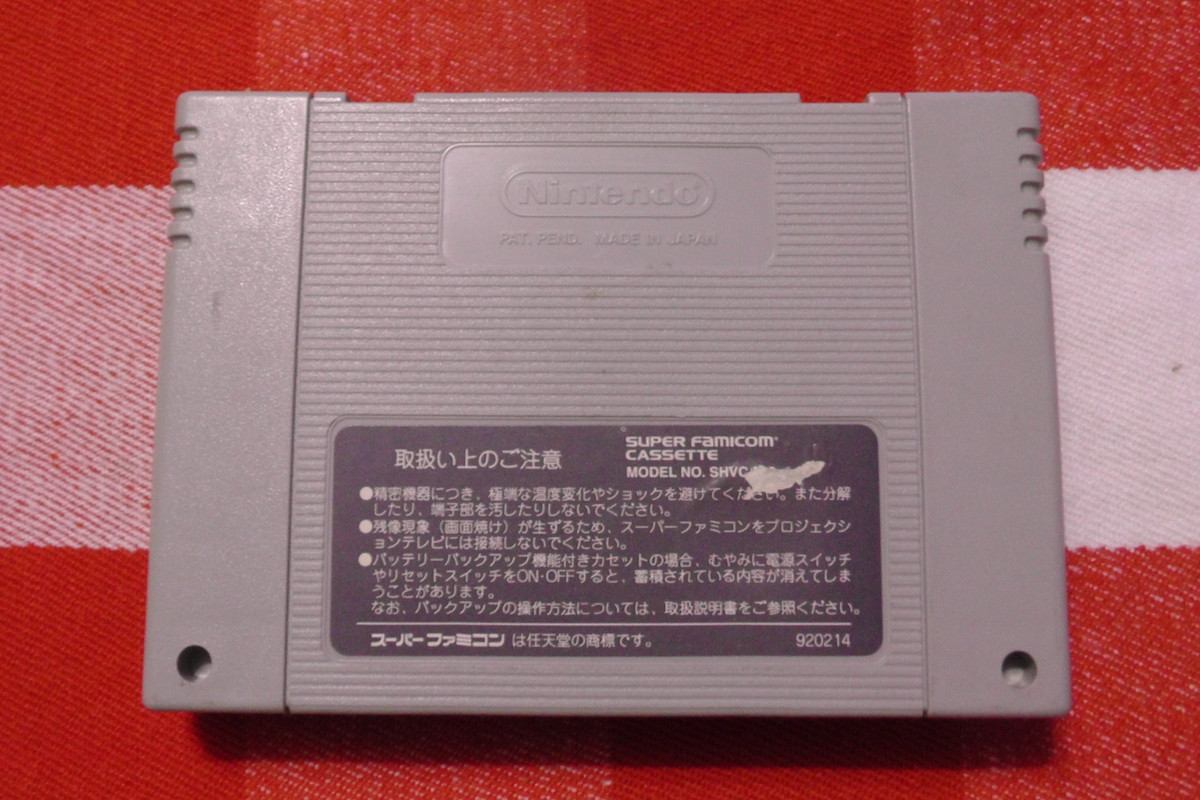 Nintendo®
PAT. PEND. MADE IN JAPAN
取扱い上のご注意
SUPER FAMICOM®
CASSETTE
MODEL NO. SHVC
●精密機器につき、極端な温度変化やショックを避けてください。また分解
したり、端子部を汚したりしないでください。
●残像現象（画面焼け）が生ずるため、スーパーファミコンをプロジェクシ
ョンテレビには接続しないでください。
●バッテリーバックアップ機能付きカセットの場合、むやみに電源スイッチ
やリセットスイッチをON・OFFすると、蓄積されている内容が消えてしま
うことがあります。
なお、バックアップの操作方法については、取扱説明書をご参照ください。
スーパーファミコン は任天堂の商標です。
920214